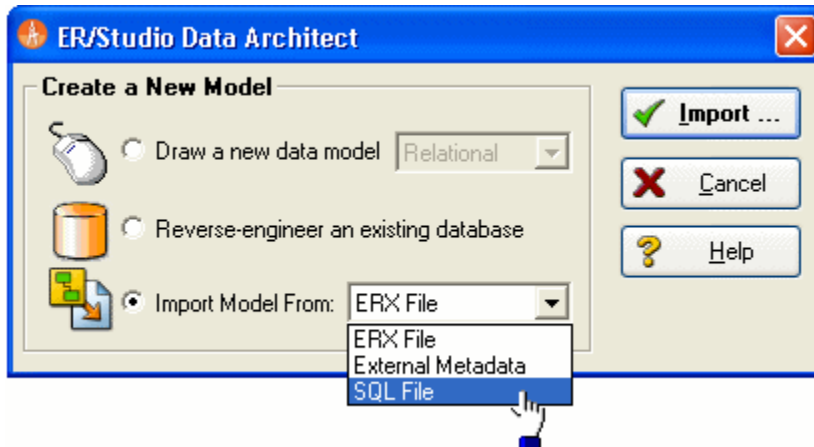 ER/Studio Data Architect
Create a New Model
Draw a new data model Relational
Reverse-engineer an existing database
Import Model From: ERX File
ERX File
External Metadata
SQL File
Import ...
Cancel
Help